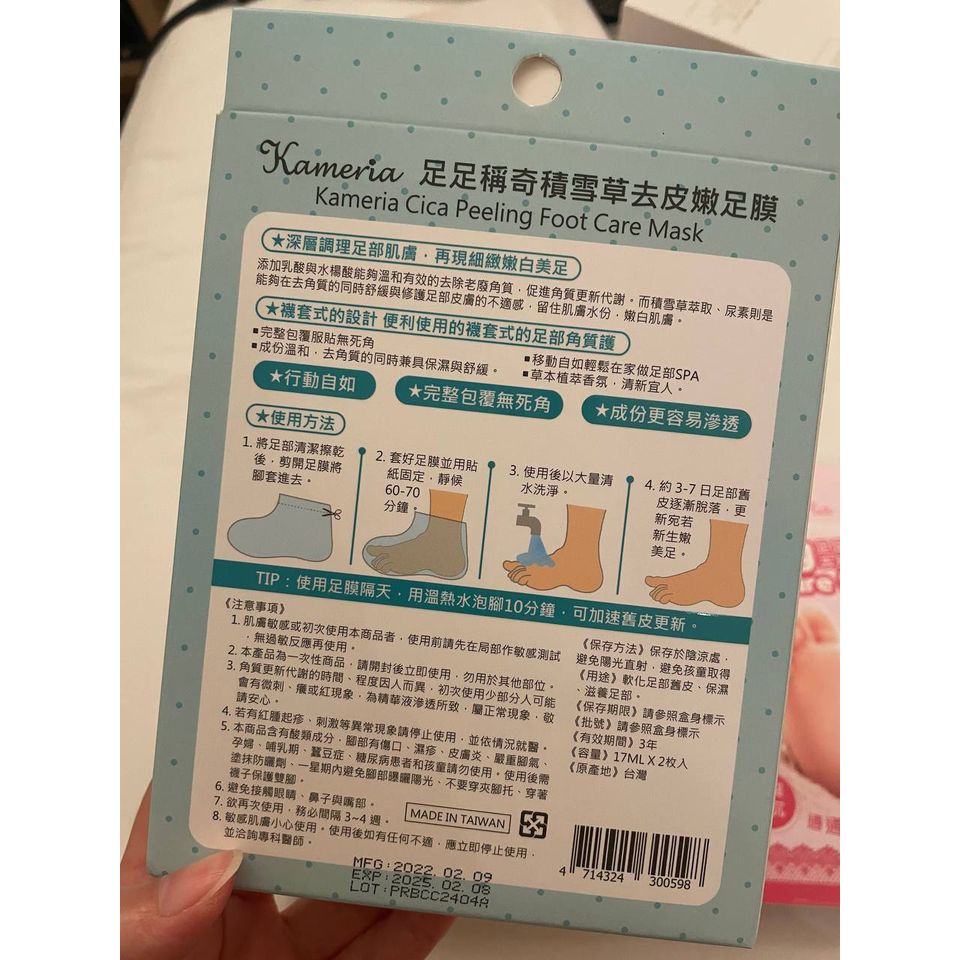 Kameria 足足稱奇積雪草去皮嫩足膜
Kameria Cica Peeling Foot Care Mask
★深層調理足部肌膚，再現細緻嫩白美足
添加乳酸與水楊酸能夠溫和有效的去除老廢角質，促進角質更新代謝。而積雪草萃取、尿素則是
能夠在去角質的同時舒緩與修護足部皮膚的不適感，留住肌膚水份，嫩白肌膚。
★襪套式的設計 便利使用的襪套式的足部角質護
▪完整包覆服貼無死角
▪成份溫和，去角質的同時兼具保濕與舒緩。
▪移動自如輕鬆在家做足部SPA
▪草本植萃香氛，清新宜人。
★行動自如
★完整包覆無死角
★成份更容易滲透
★使用方法
1. 將足部清潔擦乾
後，剪開足膜將
腳套進去。
2. 套好足膜並用貼
紙固定，靜候
60-70
分鐘。
3. 使用後以大量清
水洗淨。
4. 約 3-7 日足部舊
皮逐漸脫落，更
新宛若
新生嫩
美足。
TIP：使用足膜隔天，用溫熱水泡腳10分鐘，可加速舊皮更新。
《注意事項》
1. 肌膚敏感或初次使用本商品者，使用前請先在局部作敏感測試
，無過敏反應再使用。
2. 本產品為一次性商品，請開封後立即使用，勿用於其他部位。
3. 角質更新代謝的時間、程度因人而異，初次使用少部分人可能
會有微刺、癢或紅現象，為精華液滲透所致，屬正常現象，敬
請安心。
4. 若有紅腫起疹、刺激等異常現象請停止使用，並依情況就醫。
5. 本商品含有酸類成分，腳部有傷口、濕疹、皮膚炎、嚴重腳氣、
孕婦、哺乳期、蠶豆症、糖尿病患者和孩童請勿使用。使用後需
塗抹防曬劑、一星期內避免腳部曝曬陽光、不要穿夾腳托、穿著
襪子保護雙腳。
6. 避免接觸眼睛、鼻子與嘴部。
7. 欲再次使用，務必間隔 3~4 週。
8. 敏感肌膚小心使用。使用後如有任何不適，應立即停止使用，
並洽詢專科醫師。
《保存方法》保存於陰涼處，
避免陽光直射，避免孩童取得
《用途》軟化足部舊皮、保濕
、滋養足部。
《保存期限》請參照盒身標示
《批號》請參照盒身標示
《有效期間》3年
《容量》17ML X 2枚入
《原產地》台灣
MADE IN TAIWAN
4 714324 300598
MFG:2022.02.09
EXP:2025.02.08
LOT:PRBCC2404A